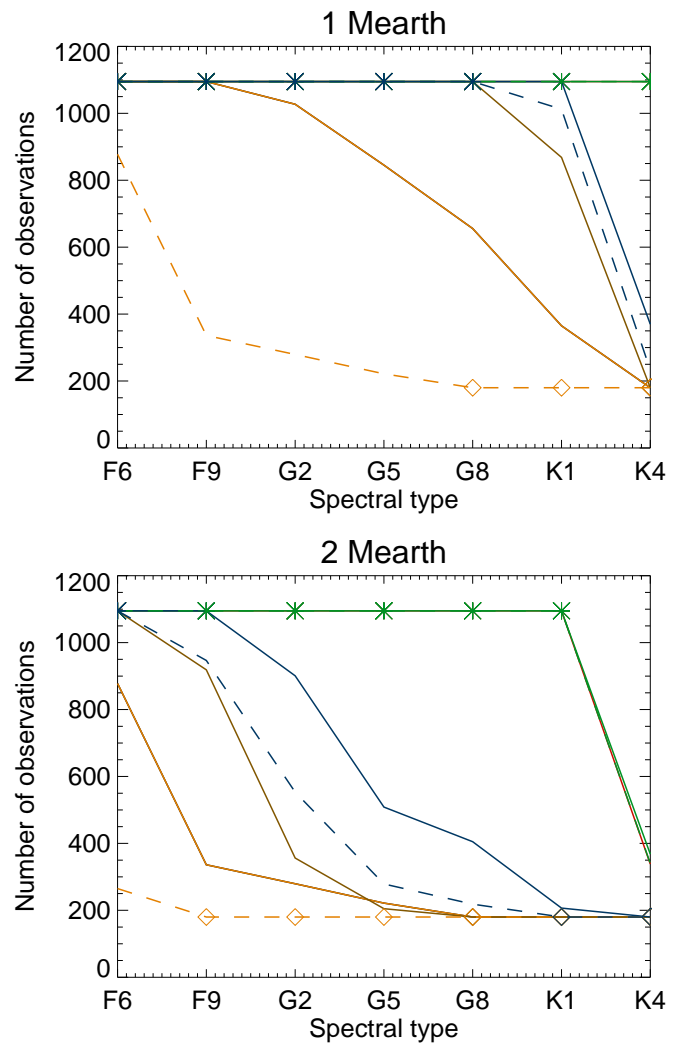 1 Mearth
1200
1000
800
600
400
200
0
Number of observations
F6 F9 G2 G5 G8 K1 K4
Spectral type
2 Mearth
1200
1000
800
600
400
200
0
Number of observations
F6 F9 G2 G5 G8 K1 K4
Spectral type